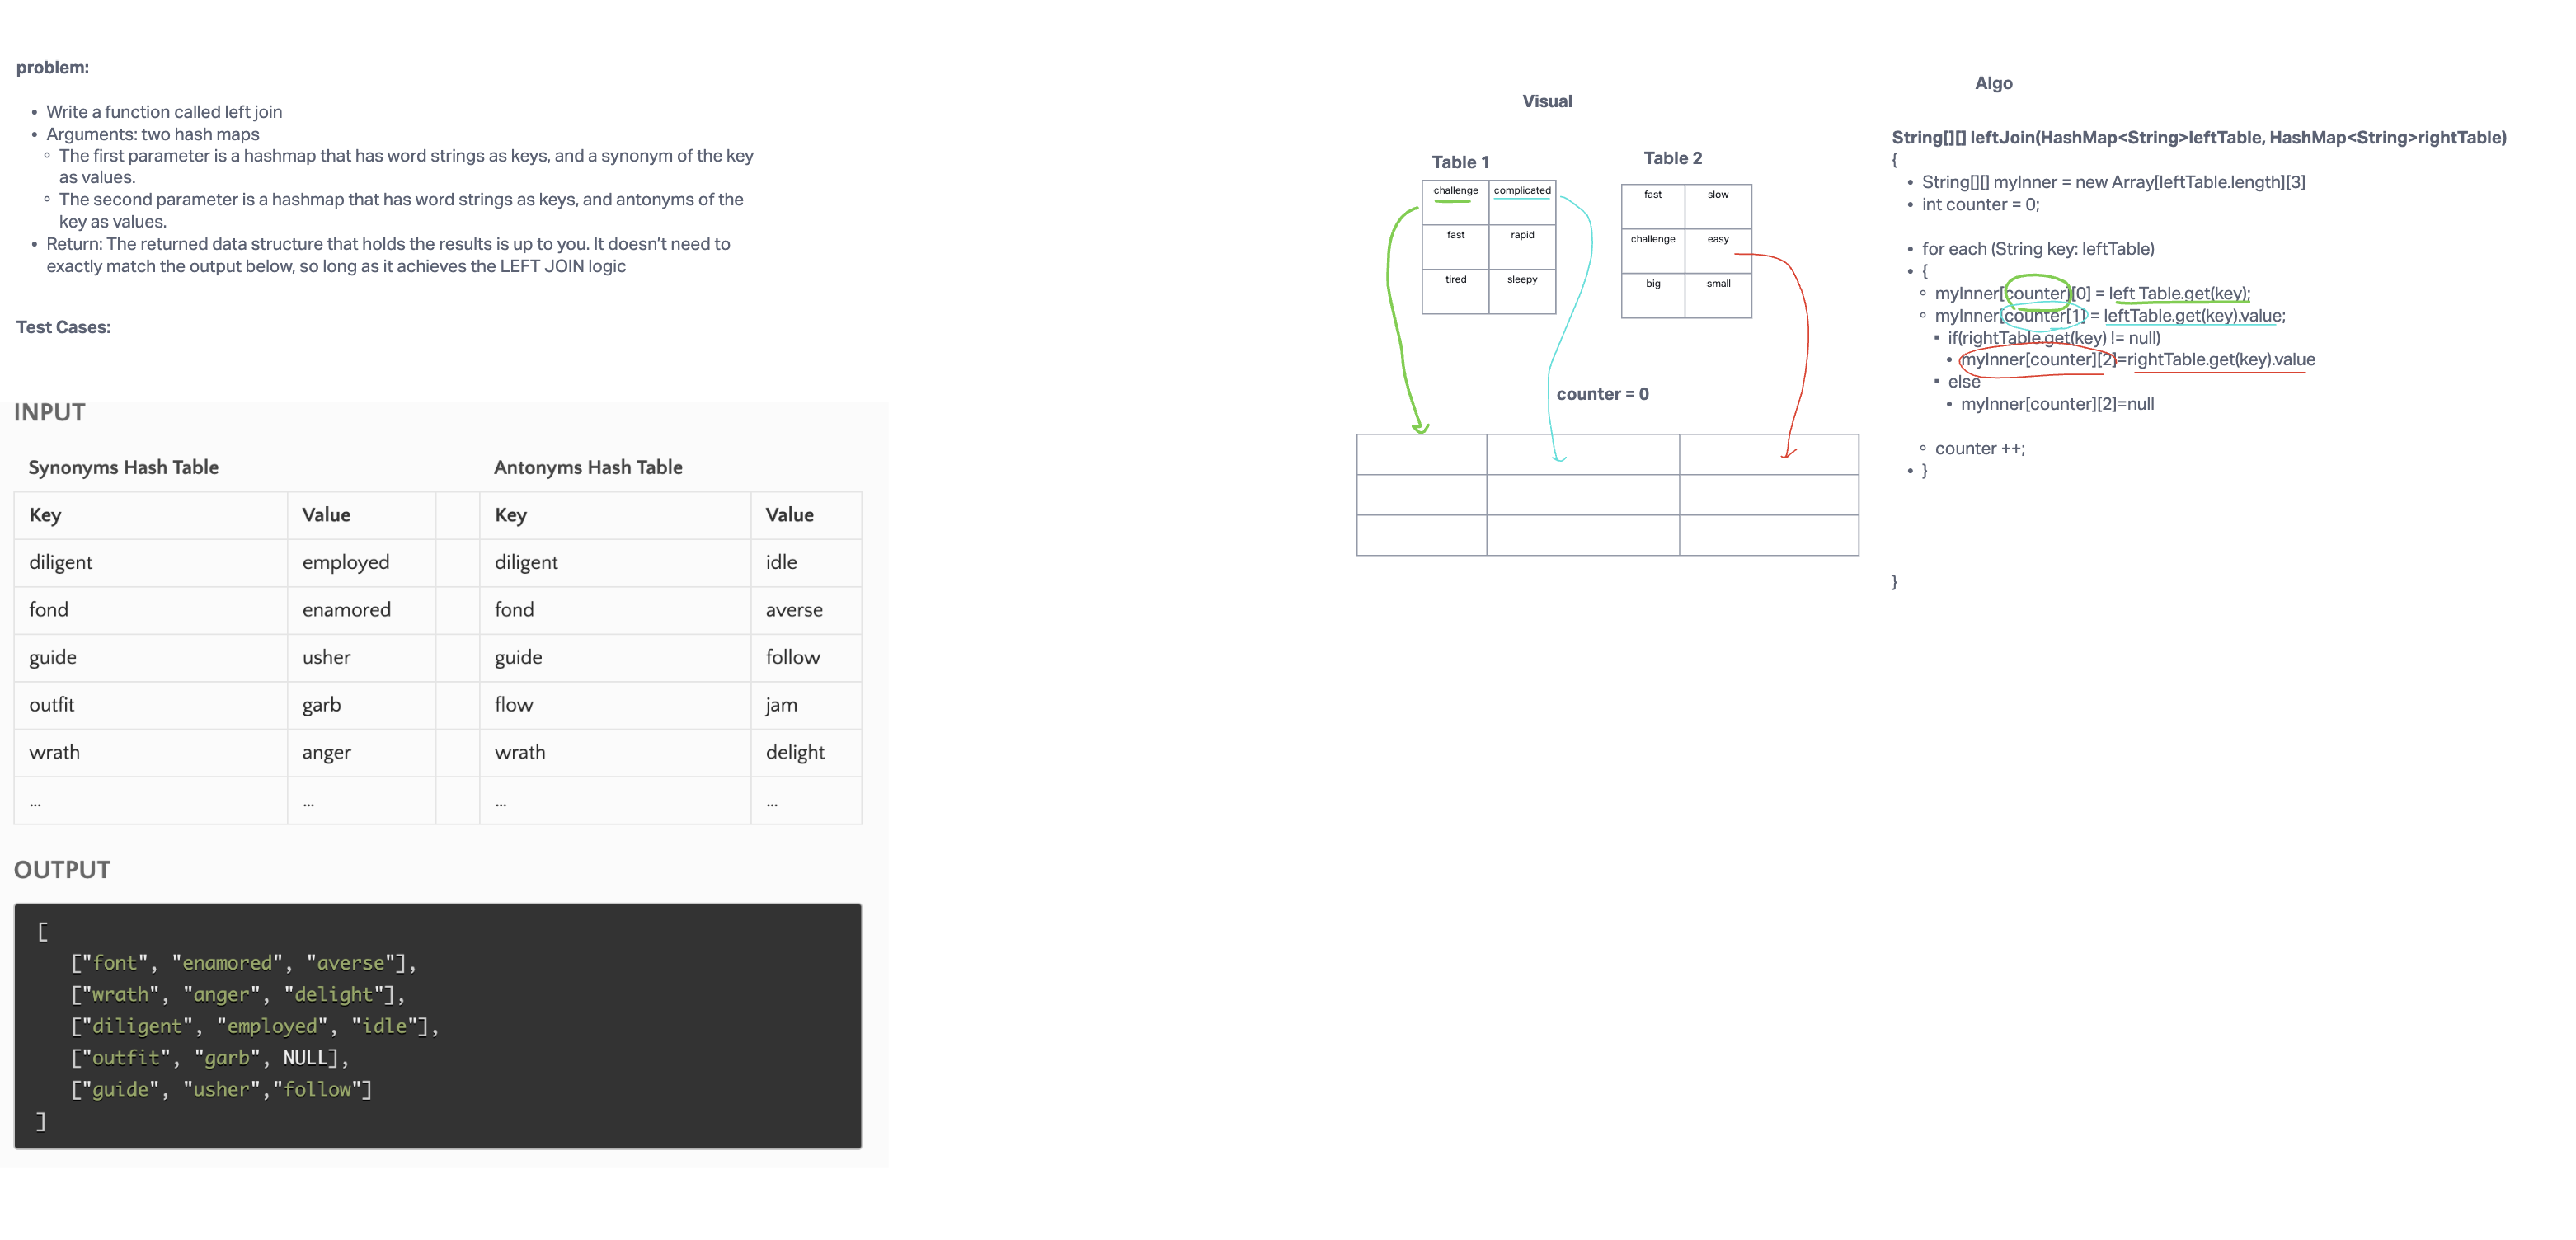 problem:
• Write a function called left join
• Arguments: two hash maps
◦ The first parameter is a hashmap that has word strings as keys, and a synonym of the key
as values.
◦ The second parameter is a hashmap that has word strings as keys, and antonyms of the
key as values.
• Return: The returned data structure that holds the results is up to you. It doesn't need to
exactly match the output below, so long as it achieves the LEFT JOIN logic
Test Cases:
INPUT
Synonyms Hash Table Antonyms Hash Table
Key Value Key Value
diligent employed diligent idle
fond enamored fond averse
guide usher guide follow
outfit garb flow jam
wrath anger wrath delight
... ... ... ...
OUTPUT
[
["font", "enamored", "averse"],
["wrath", "anger", "delight"],
["diligent", "employed", "idle"],
["outfit", "garb", NULL],
["guide", "usher","follow"]
]
Visual
Table 1
challenge complicated
fast rapid
tired sleepy
Table 2
fast slow
challenge easy
big small
counter = 0
Algo
String[][] leftJoin(HashMap<String>leftTable, HashMap<String>rightTable)
{
• String[][] myInner = new Array[leftTable.length][3]
• int counter = 0;
• for each (String key: leftTable)
• {
◦ myInner[counter][0] = left Table.get(key);
◦ myInner[counter[1] = leftTable.get(key).value;
▪ if(rightTable.get(key) != null)
• myInner[counter][2]=rightTable.get(key).value
▪ else
• myInner[counter][2]=null
◦ counter ++;
• }
}